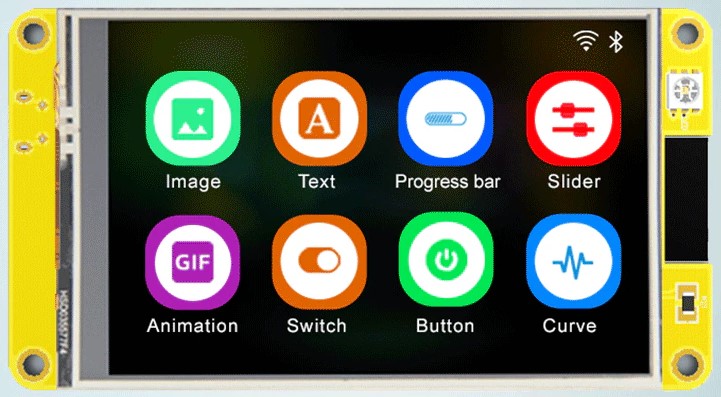 Image
Text
Progress bar
Slider
A
GIF
Animation
Switch
Button
Curve